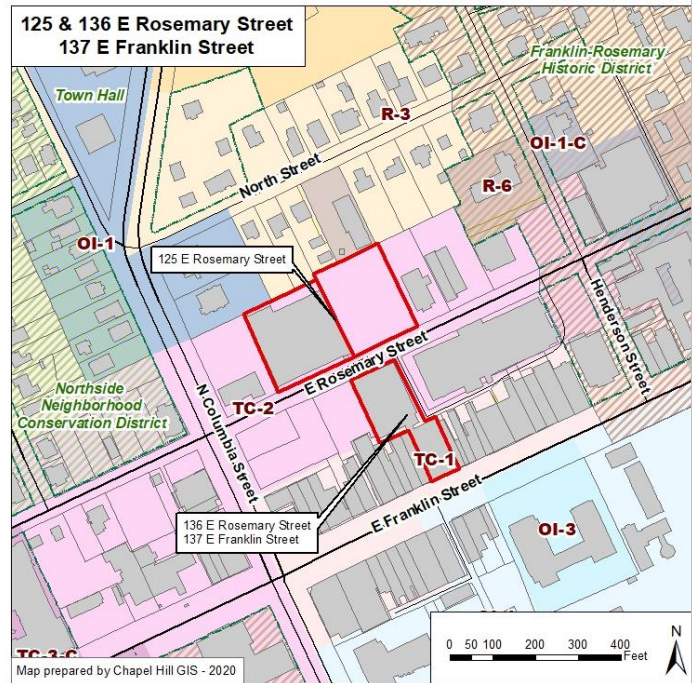 125 & 136 E Rosemary Street
137 E Franklin Street
Town Hall
Franklin-Rosemary
Historic District
R-3
OI-1-C
North Street
R-6
OI-1
125 E Rosemary Street
Henderson Street
E Rosemary Street
N Columbia Street
Northside
Neighborhood
Conservation District
TC-2
TC-1
E Franklin Street
136 E Rosemary Street
137 E Franklin Street
OI-3
TC-3-C
0 50 100 200 300 400
Feet
N
Map prepared by Chapel Hill GIS - 2020